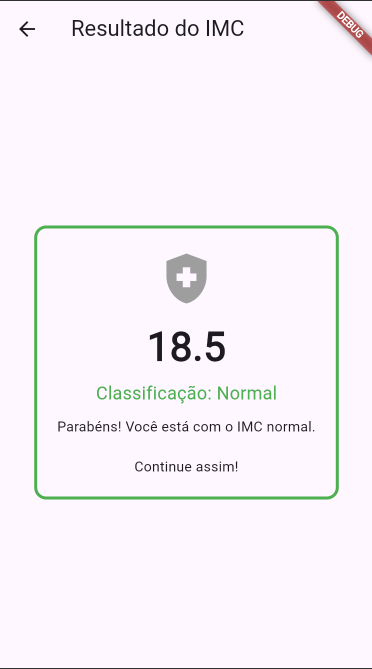 Resultado do IMC
DEBUG
18.5
Classificação: Normal
Parabéns! Você está com o IMC normal.
Continue assim!